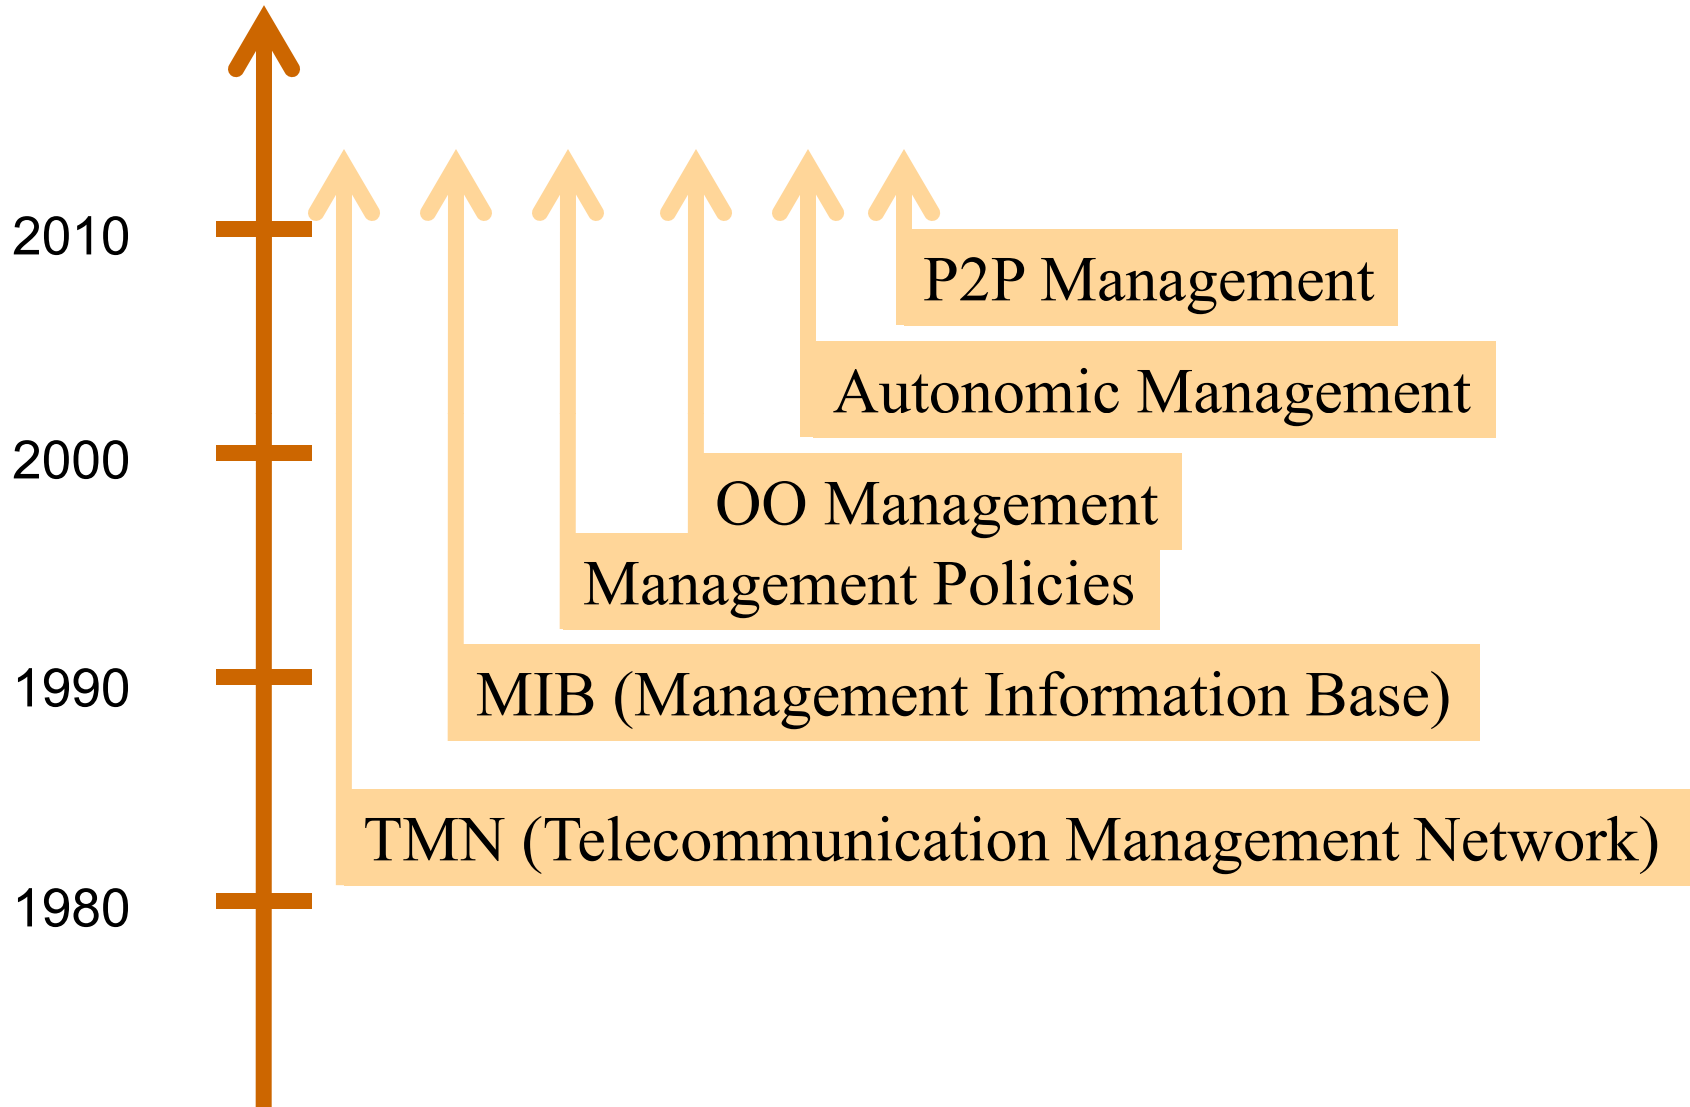 2010
P2P Management
Autonomic Management
2000
OO Management
Management Policies
1990
MIB (Management Information Base)
TMN (Telecommunication Management Network)
1980